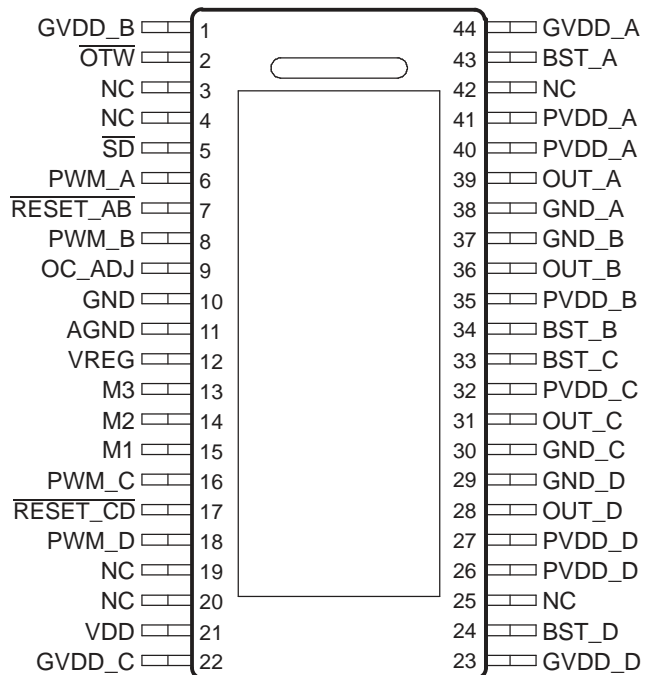 GVDD_B 1 44 GVDD_A
OTW 2 43 BST_A
NC 3 42 NC
NC 4 41 PVDD_A
SD 5 40 PVDD_A
PWM_A 6 39 OUT_A
RESET_AB 7 38 GND_A
PWM_B 8 37 GND_B
OC_ADJ 9 36 OUT_B
GND 10 35 PVDD_B
AGND 11 34 BST_B
VREG 12 33 BST_C
M3 13 32 PVDD_C
M2 14 31 OUT_C
M1 15 30 GND_C
PWM_C 16 29 GND_D
RESET_CD 17 28 OUT_D
PWM_D 18 27 PVDD_D
NC 19 26 PVDD_D
NC 20 25 NC
VDD 21 24 BST_D
GVDD_C 22 23 GVDD_D